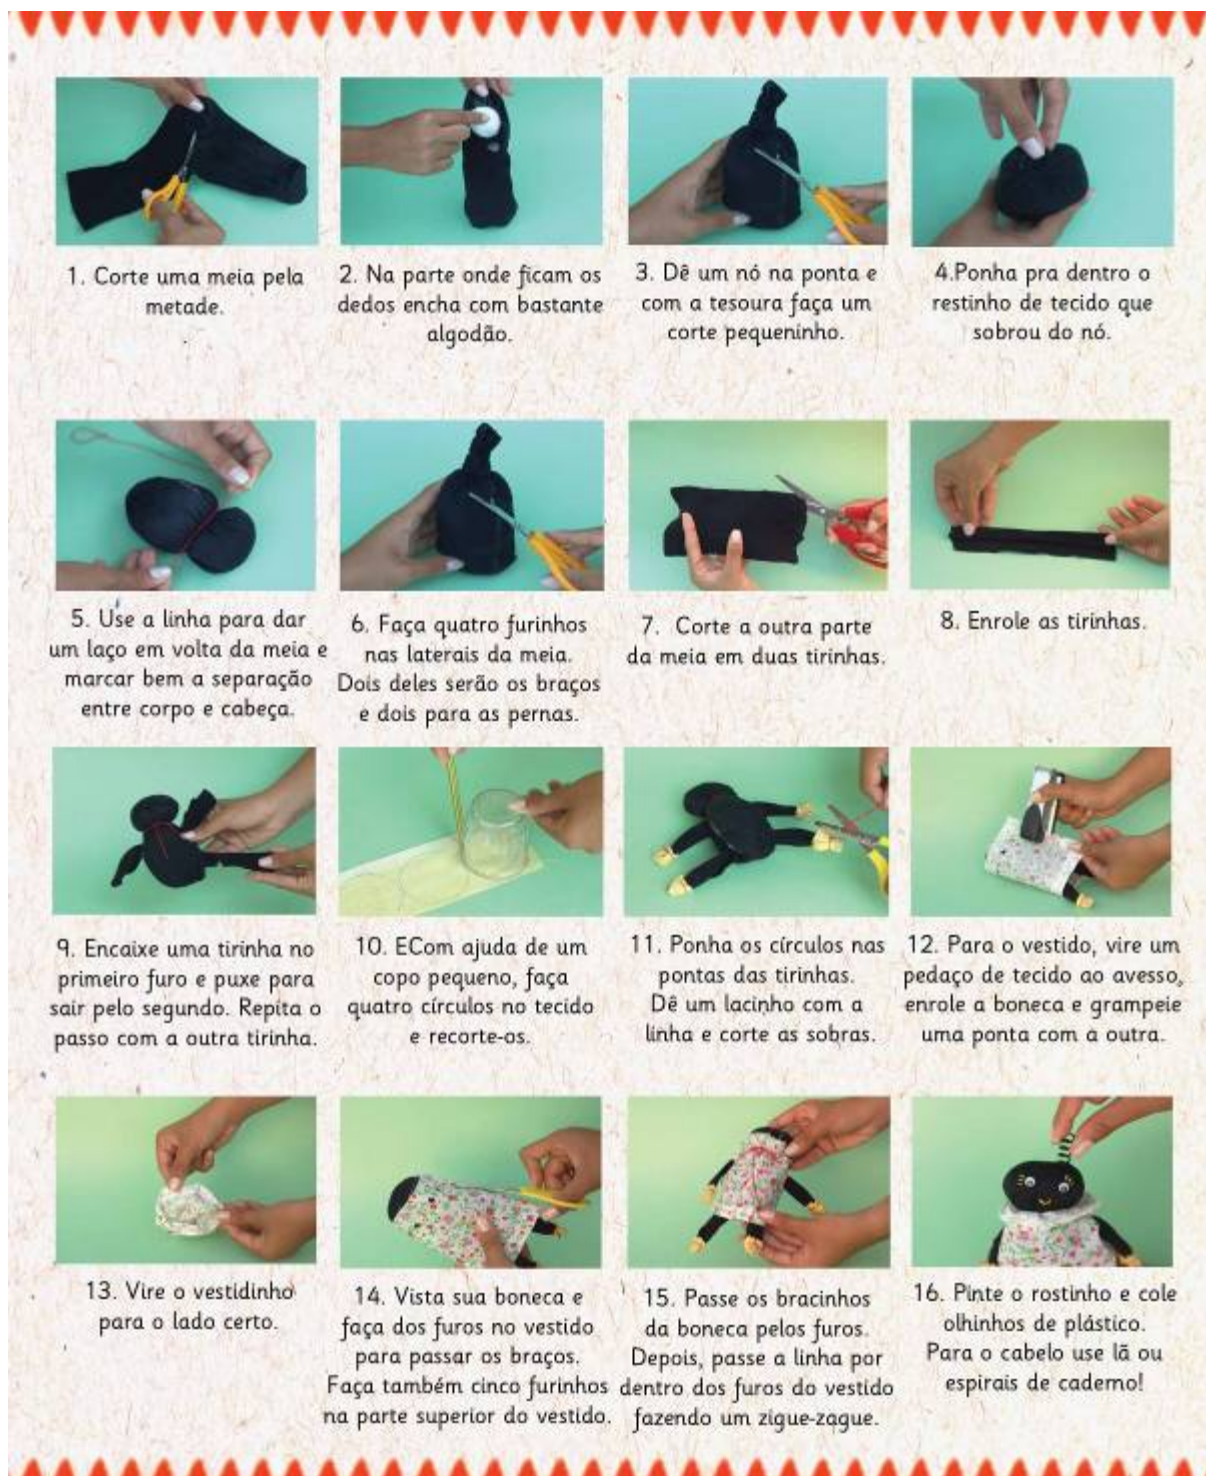 1. Corte uma meia pela
metade.
2. Na parte onde ficam os
dedos encha com bastante
algodão.
3. Dê um nó na ponta e
com a tesoura faça um
corte pequeninho.
4.Ponha pra dentro o
restinho de tecido que
sobrou do nó.
5. Use a linha para dar
um laço em volta da meia e
marcar bem a separação
entre corpo e cabeça.
6. Faça quatro furinhos
nas laterais da meia.
Dois deles serão os braços
e dois para as pernas.
7. Corte a outra parte
da meia em duas tirinhas.
8. Enrole as tirinhas.
9. Encaixe uma tirinha no
primeiro furo e puxe para
sair pelo segundo. Repita o
passo com a outra tirinha.
10. ECom ajuda de um
copo pequeno, faça
quatro círculos no tecido
e recorte-os.
11. Ponha os círculos nas
pontas das tirinhas.
Dê um lacinho com a
linha e corte as sobras.
12. Para o vestido, vire um
pedaço de tecido ao avesso,
enrole a boneca e grampeie
uma ponta com a outra.
13. Vire o vestidinho
para o lado certo.
14. Vista sua boneca e
faça dos furos no vestido
para passar os braços.
Faça também cinco furinhos
na parte superior do vestido.
15. Passe os bracinhos
da boneca pelos furos.
Depois, passe a linha por
dentro dos furos do vestido
fazendo um zigue-zague.
16. Pinte o rostinho e cole
olhinhos de plástico.
Para o cabelo use lã ou
espirais de caderno!